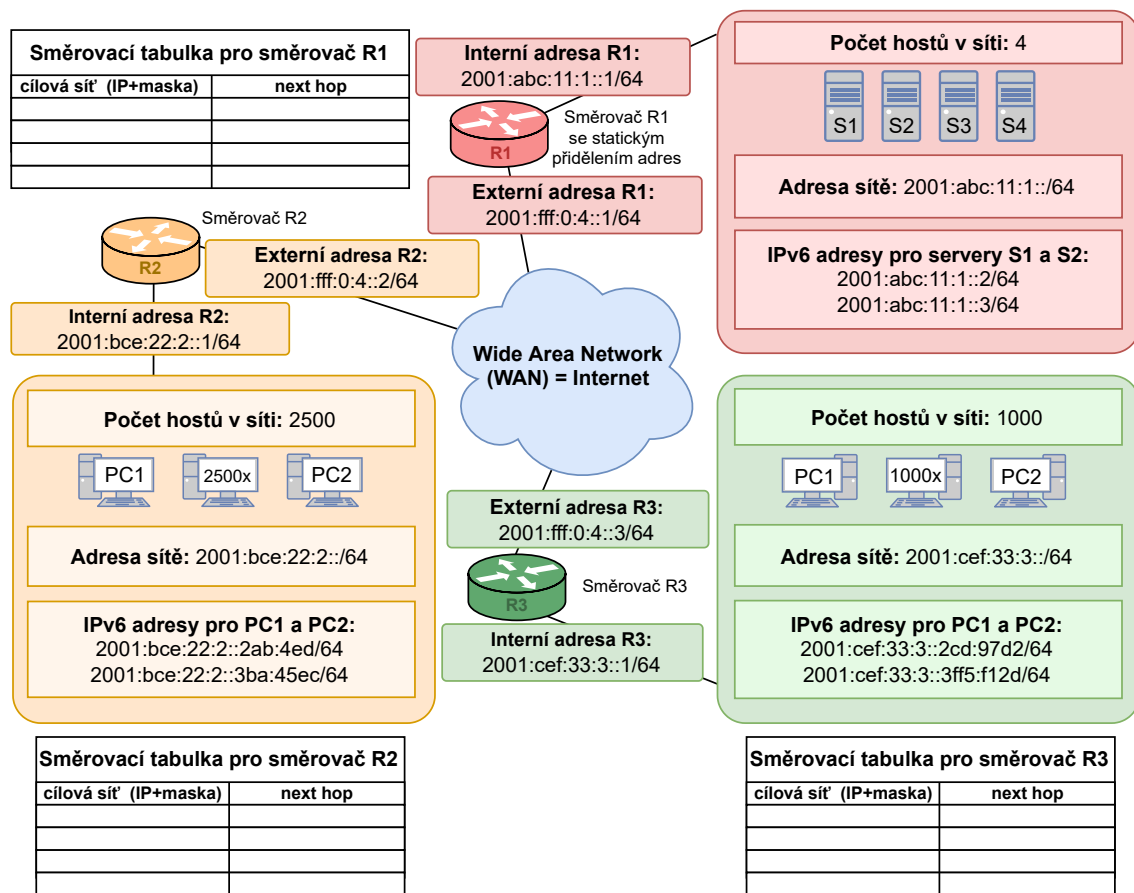 Směrovací tabulka pro směrovač R1
cílová síť (IP+maska)
next hop
Interní adresa R1:
2001:abc:11:1::1/64
R1
Směrovač R1
se statickým
přidělením adres
Externí adresa R1:
2001:fff:0:4::1/64
Počet hostů v síti: 4
S1
S2
S3
S4
Adresa sítě: 2001:abc:11:1::/64
IPv6 adresy pro servery S1 a S2:
2001:abc:11:1::2/64
2001:abc:11:1::3/64
Směrovač R2
R2
Externí adresa R2:
2001:fff:0:4::2/64
Interní adresa R2:
2001:bce:22:2::1/64
Wide Area Network
(WAN) = Internet
Počet hostů v síti: 2500
PC1
2500x
PC2
Adresa sítě: 2001:bce:22:2::/64
IPv6 adresy pro PC1 a PC2:
2001:bce:22:2::2ab:4ed/64
2001:bce:22:2::3ba:45ec/64
Externí adresa R3:
2001:fff:0:4::3/64
R3
Směrovač R3
Interní adresa R3:
2001:cef:33:3::1/64
Počet hostů v síti: 1000
PC1
1000x
PC2
Adresa sítě: 2001:cef:33:3::/64
IPv6 adresy pro PC1 a PC2:
2001:cef:33:3::2cd:97d2/64
2001:cef:33:3::3ff5:f12d/64
Směrovací tabulka pro směrovač R2
cílová síť (IP+maska)
next hop
Směrovací tabulka pro směrovač R3
cílová síť (IP+maska)
next hop